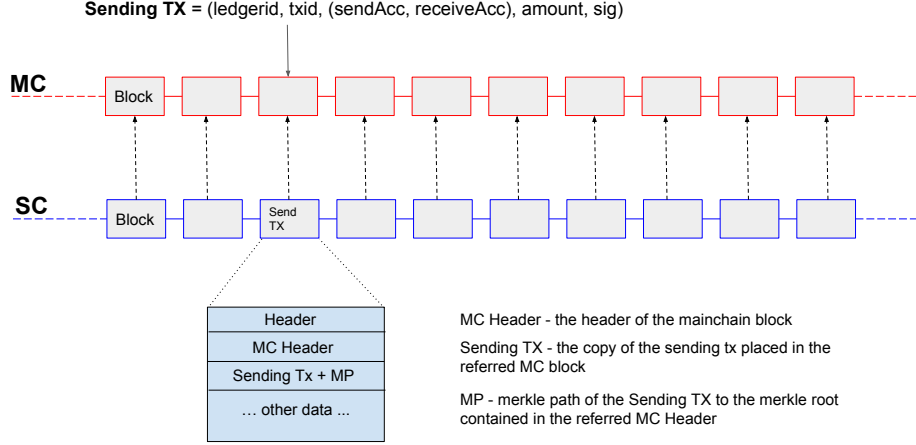 Sending TX = (ledgerid, txid, (sendAcc, receiveAcc), amount, sig)
MC
Block
SC
Block
Send
TX
Header
MC Header
Sending Tx + MP
… other data ...
MC Header - the header of the mainchain block
Sending TX - the copy of the sending tx placed in the
referred MC block
MP - merkle path of the Sending TX to the merkle root
contained in the referred MC Header